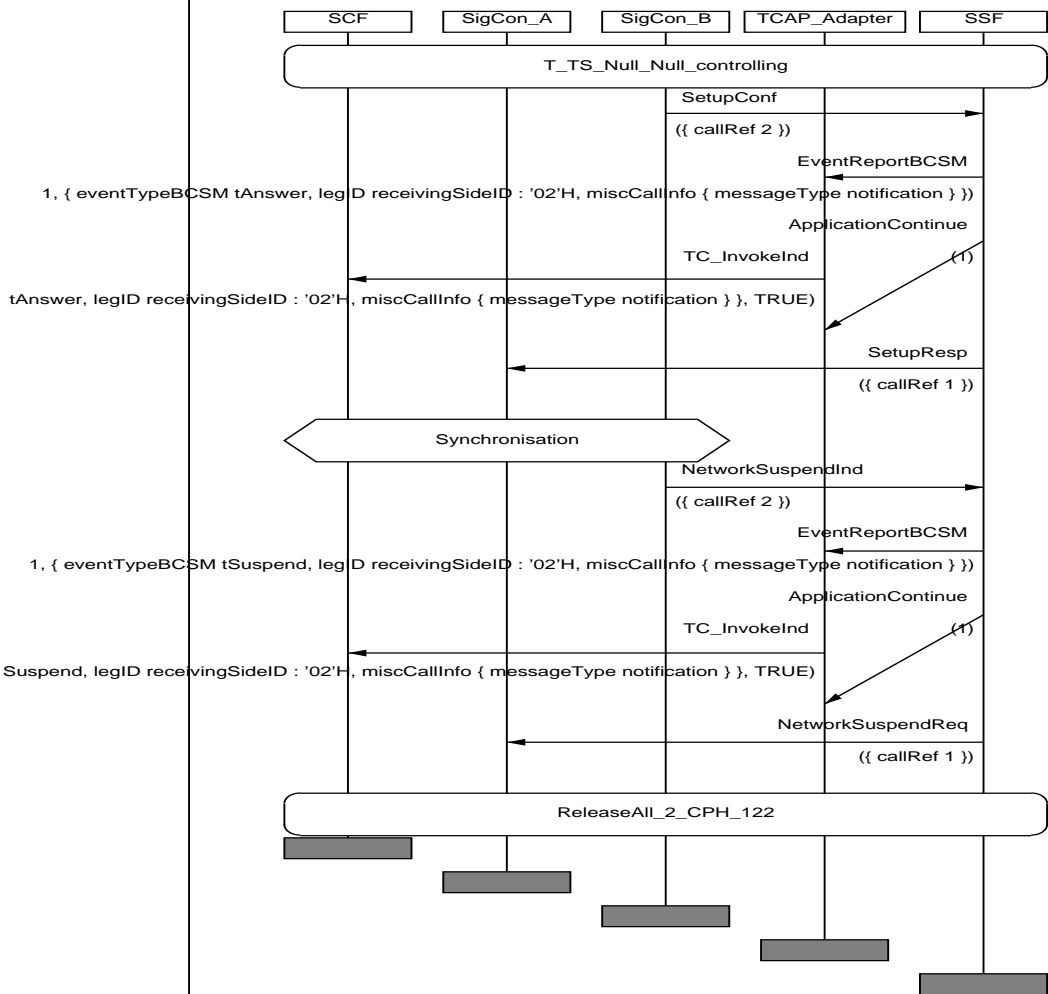 SCF SigCon_A SigCon_B TCAP_Adapter SSF
T_TS_Null_Null_controlling
SetupConf
({ callRef 2 })
EventReportBCSM
1, { eventTypeBCSM tAnswer, legID receivingSideID : '02'H, miscCallInfo { messageType notification } })
ApplicationContinue
TC_InvokeInd
(1)
tAnswer, legID receivingSideID : '02'H, miscCallInfo { messageType notification } }, TRUE)
SetupResp
({ callRef 1 })
Synchronisation
NetworkSuspendInd
({ callRef 2 })
EventReportBCSM
1, { eventTypeBCSM tSuspend, legID receivingSideID : '02'H, miscCallInfo { messageType notification } })
ApplicationContinue
TC_InvokeInd
(1)
Suspend, legID receivingSideID : '02'H, miscCallInfo { messageType notification } }, TRUE)
NetworkSuspendReq
({ callRef 1 })
ReleaseAll_2_CPH_122